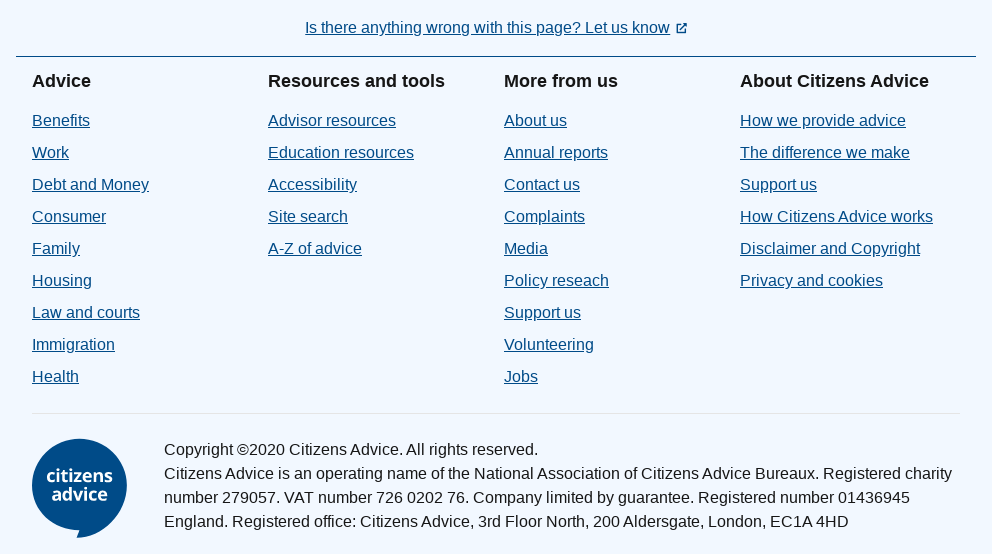 Is there anything wrong with this page? Let us know
Advice
Benefits
Work
Debt and Money
Consumer
Family
Housing
Law and courts
Immigration
Health
Resources and tools
Advisor resources
Education resources
Accessibility
Site search
A-Z of advice
More from us
About us
Annual reports
Contact us
Complaints
Media
Policy reseach
Support us
Volunteering
Jobs
About Citizens Advice
How we provide advice
The difference we make
Support us
How Citizens Advice works
Disclaimer and Copyright
Privacy and cookies
citizens
advice
Copyright ©2020 Citizens Advice. All rights reserved.
Citizens Advice is an operating name of the National Association of Citizens Advice Bureaux. Registered charity
number 279057. VAT number 726 0202 76. Company limited by guarantee. Registered number 01436945
England. Registered office: Citizens Advice, 3rd Floor North, 200 Aldersgate, London, EC1A 4HD